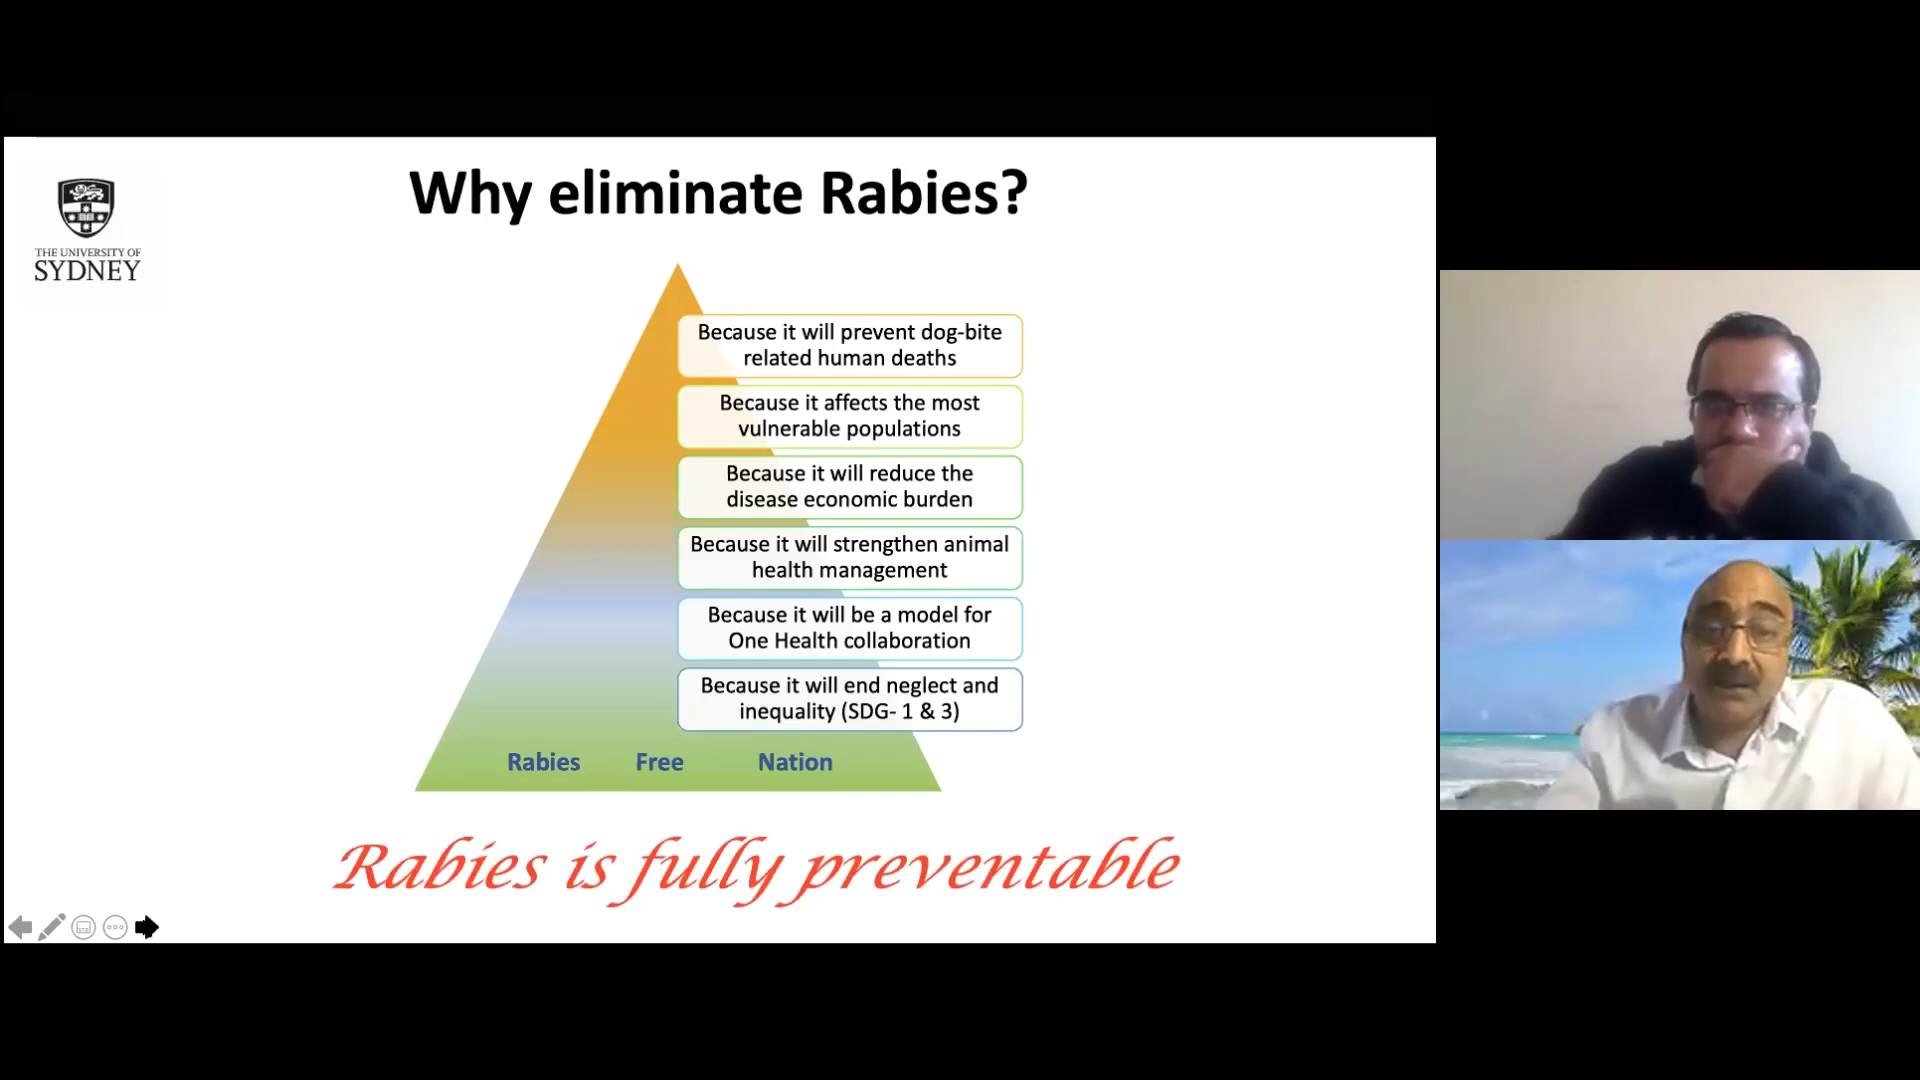 Why eliminate Rabies?
THE UNIVERSITY OF
SYDNEY
Because it will prevent dog-bite
related human deaths
Because it affects the most
vulnerable populations
Because it will reduce the
disease economic burden
Because it will strengthen animal
health management
Because it will be a model for
One Health collaboration
Because it will end neglect and
inequality (SDG- 1 & 3)
Rabies Free Nation
Rabies is fully preventable